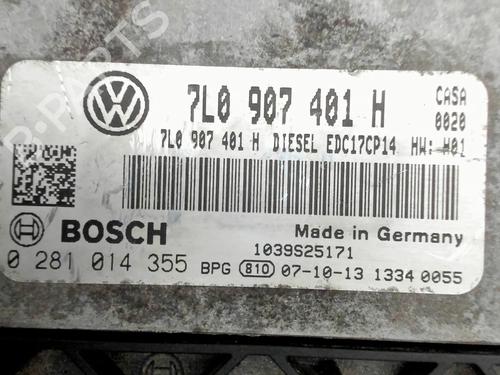 7L0 907 401 H
CASA
0020
7L0 907 401 H DIESEL EDC17CP14 HW: H01
BOSCH
Made in Germany
1039S25171
0 281 014 355 BPG 810 07-10-13 1334 0055